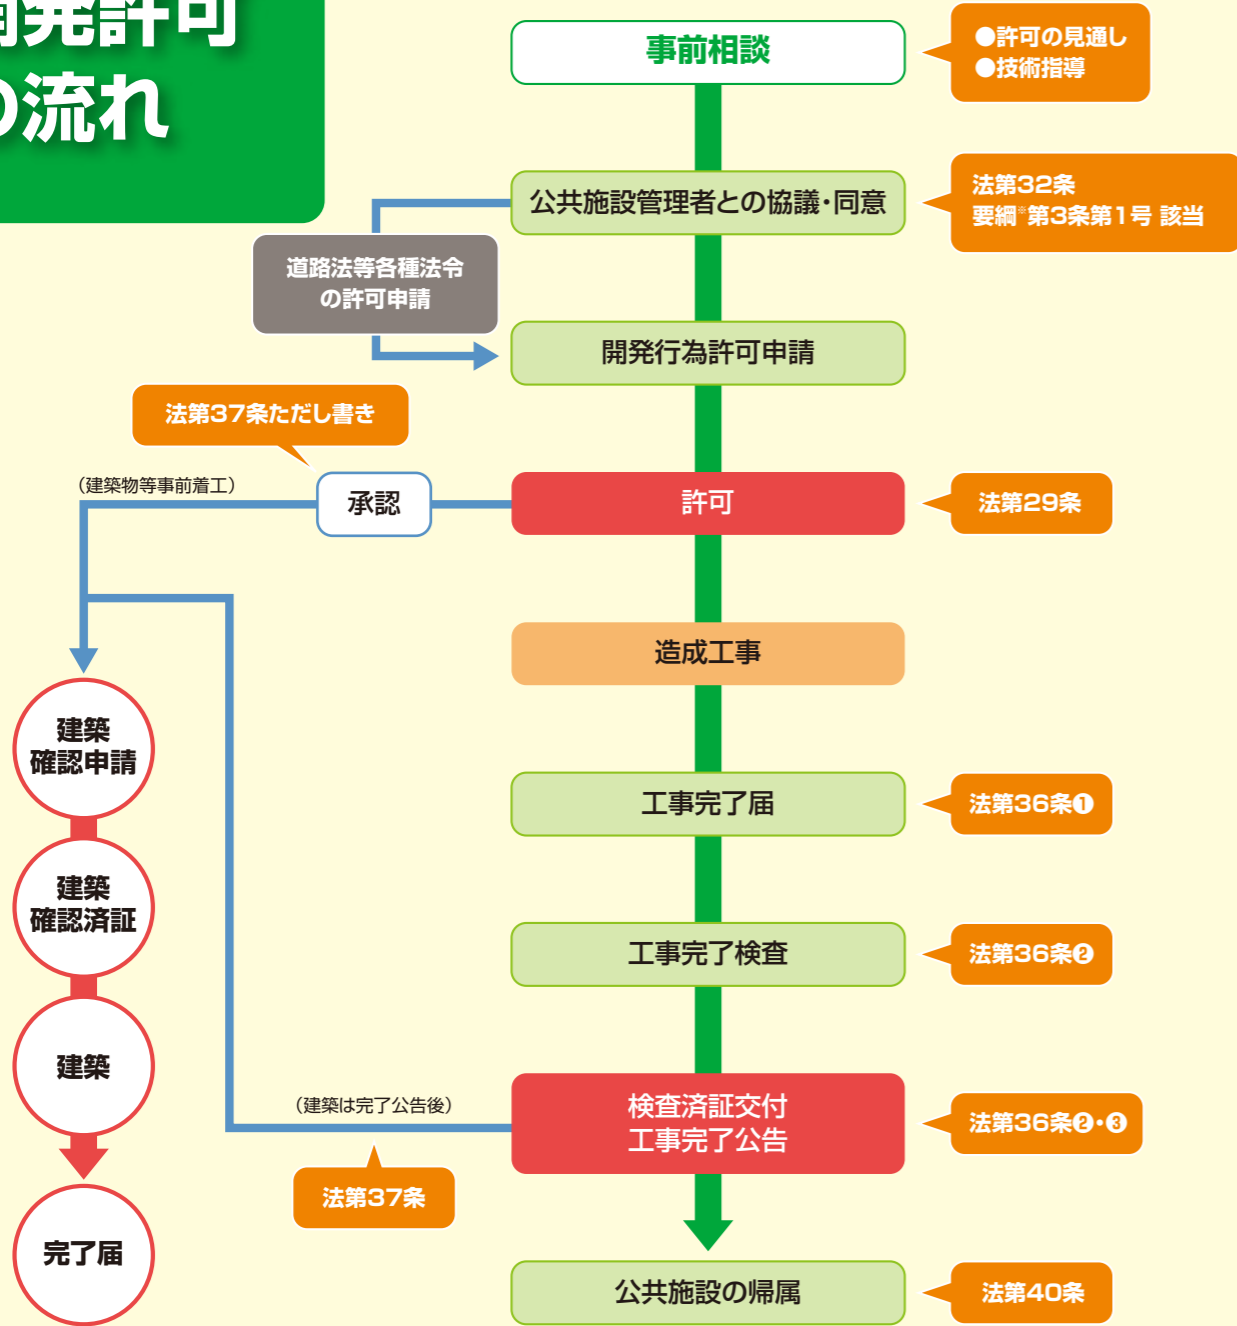 開発許可
の流れ
事前相談
●許可の見通し
●技術指導
公共施設管理者との協議・同意
法第32条
要綱※第3条第1号 該当
道路法等各種法令
の許可申請
開発行為許可申請
法第37条ただし書き
(建築物等事前着工)
承認
許可
法第29条
造成工事
建築
確認申請
工事完了届
法第36条❶
建築
確認済証
工事完了検査
法第36条❷
建築
(建築は完了公告後)
検査済証交付
工事完了公告
法第36条❷・❸
法第37条
完了届
公共施設の帰属
法第40条